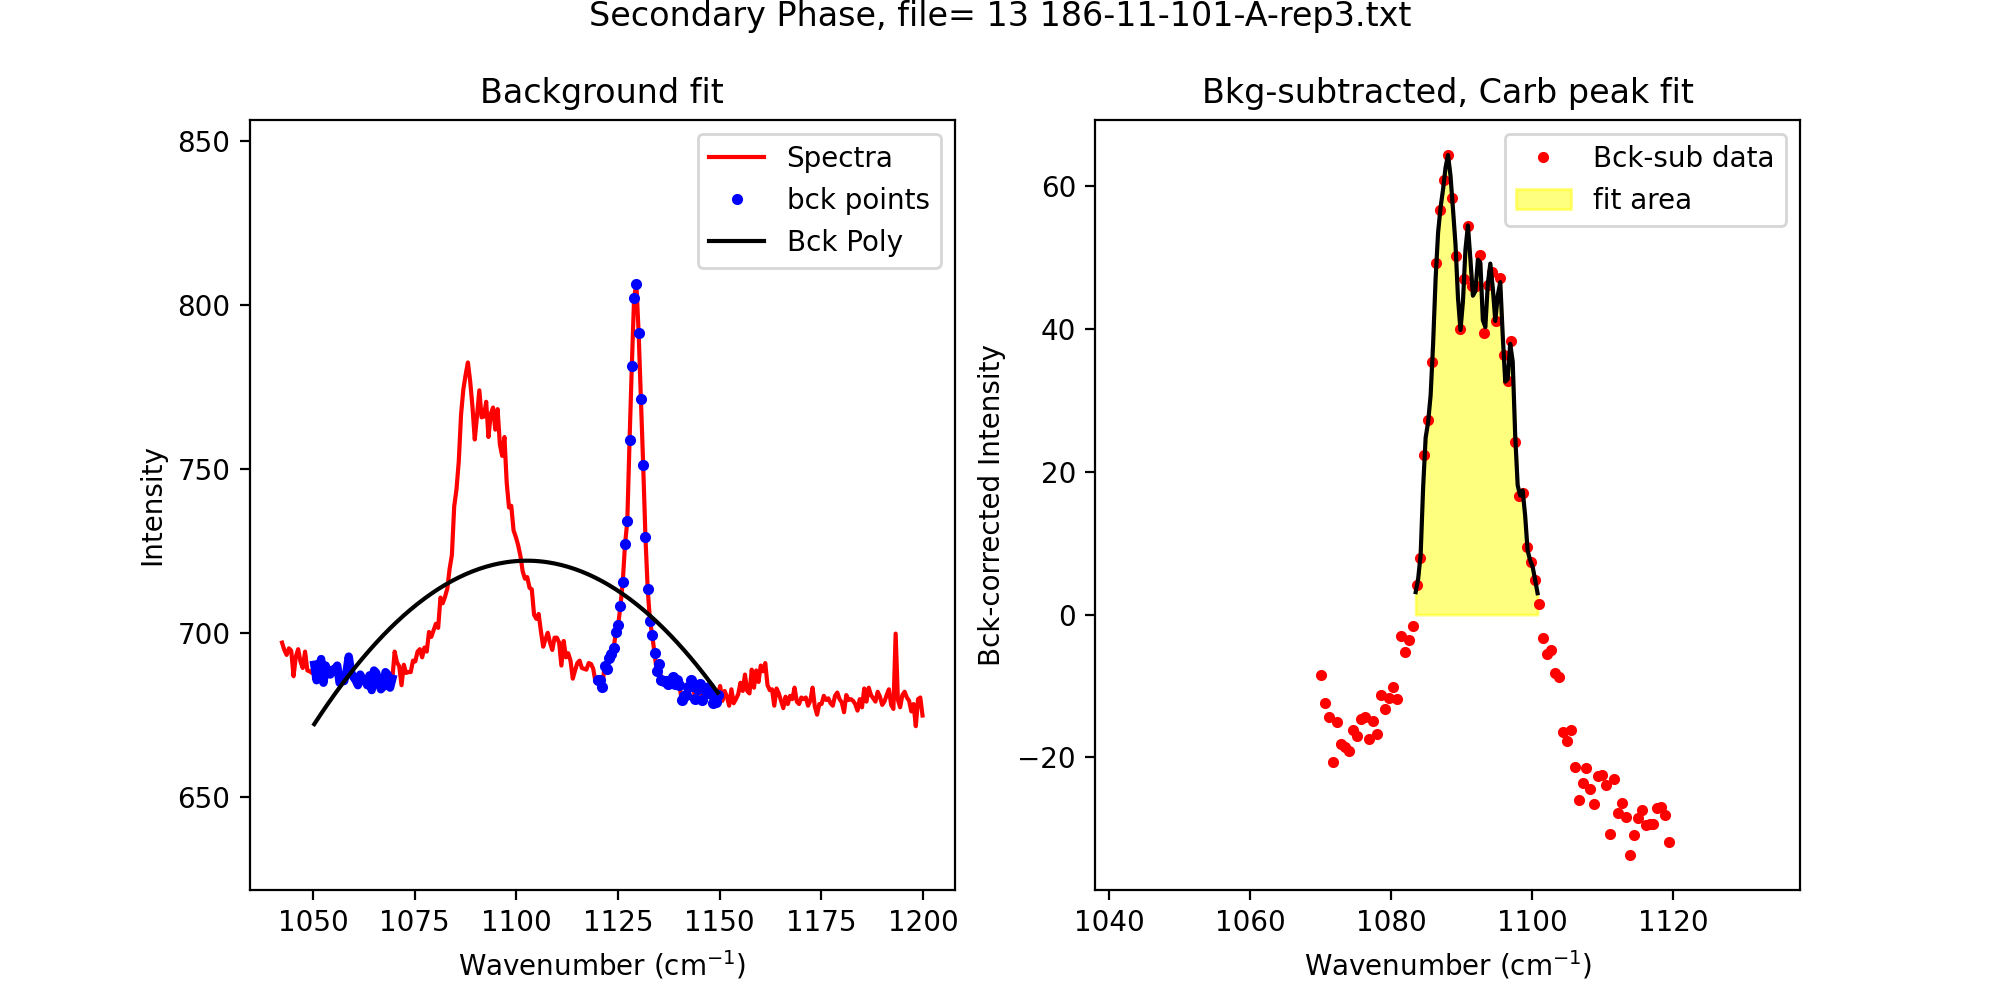 Secondary Phase, file= 13 186-11-101-A-rep3.txt
Background fit
850
800
750
700
650
Intensity
1050 1075 1100 1125 1150 1175 1200
Wavenumber (cm⁻¹)
Spectra
bck points
Bck Poly
Bkg-subtracted, Carb peak fit
60
40
20
0
−20
Bck-corrected Intensity
1040 1060 1080 1100 1120
Wavenumber (cm⁻¹)
Bck-sub data
fit area